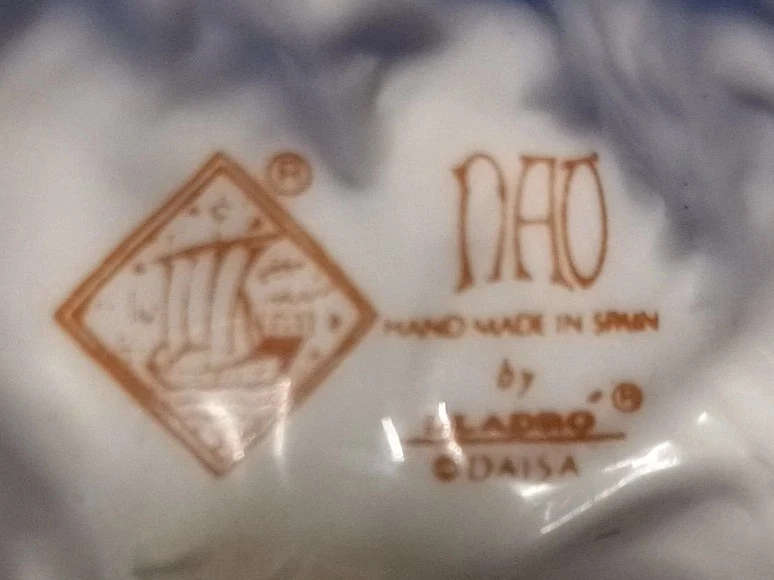 ®
NAO
HAND MADE IN SPAIN
by
LLADRÓ ®
© DAISA